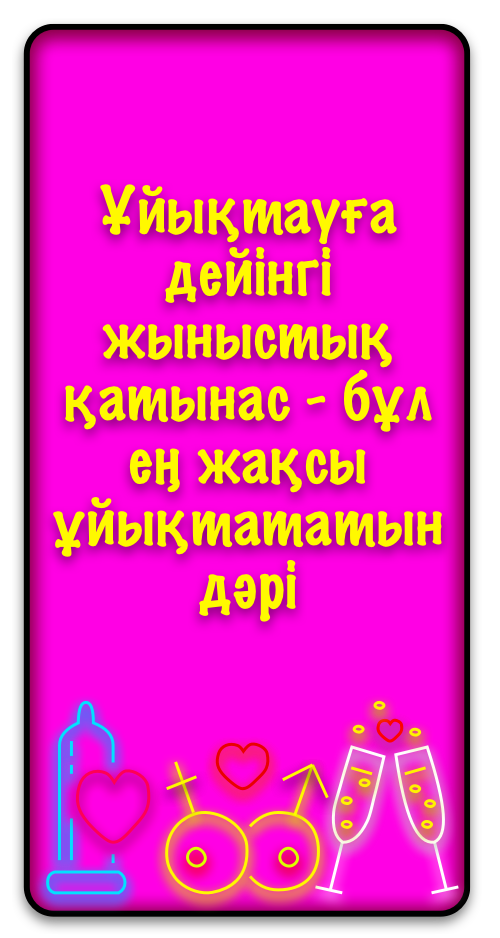 Ұйықтауға
дейінгі
жыныстық
қатынас - бұл
ең жақсы
ұйықтататын
дәрі